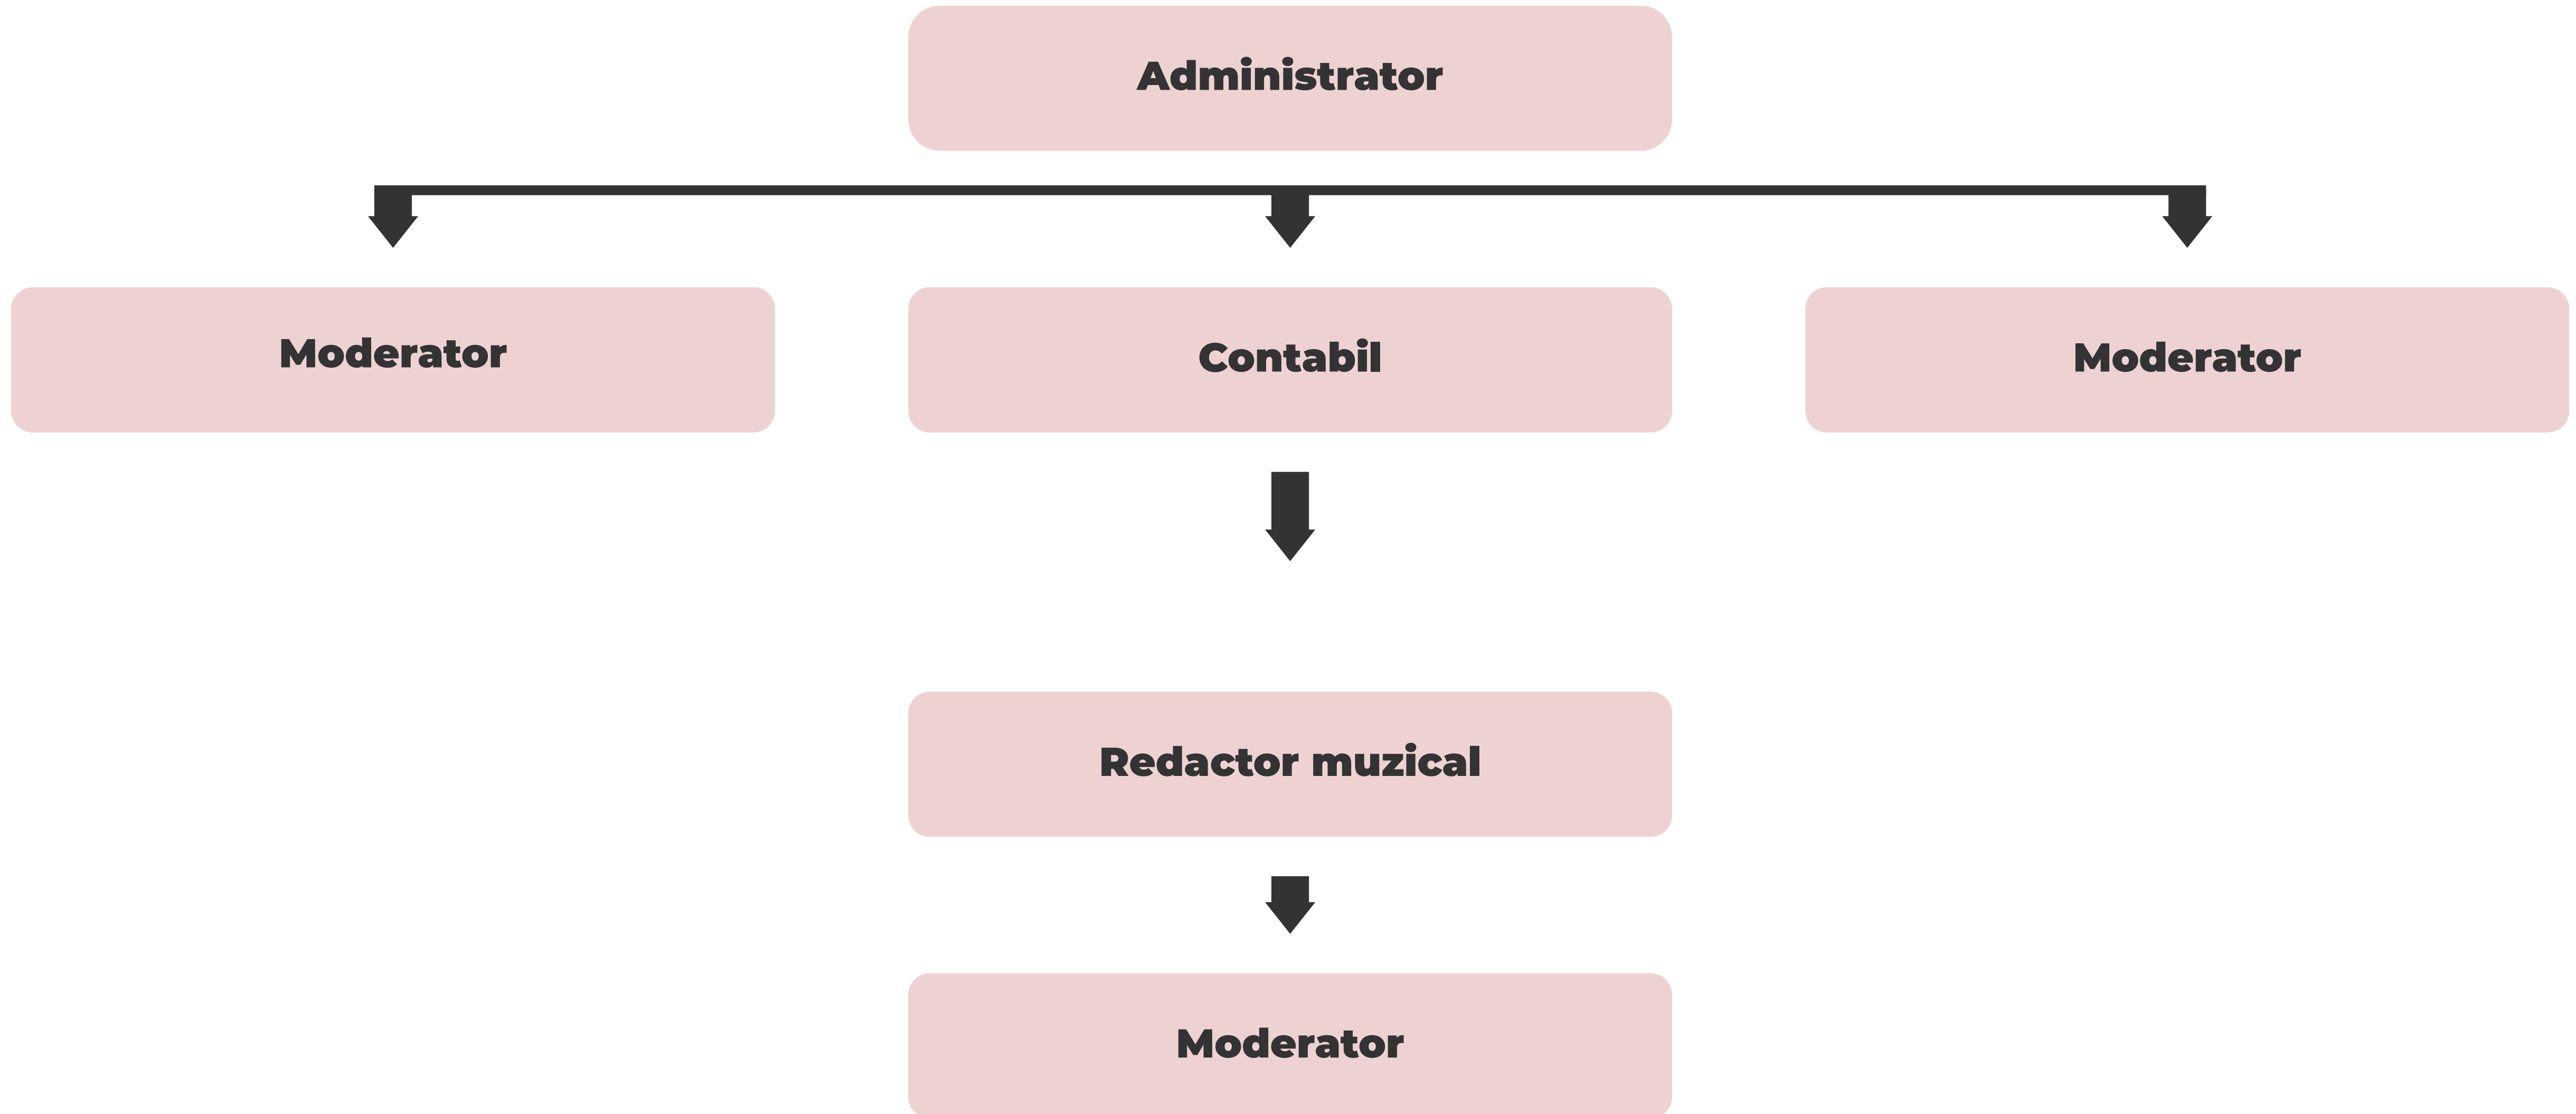 Administrator
Moderator
Contabil
Moderator
Redactor muzical
Moderator